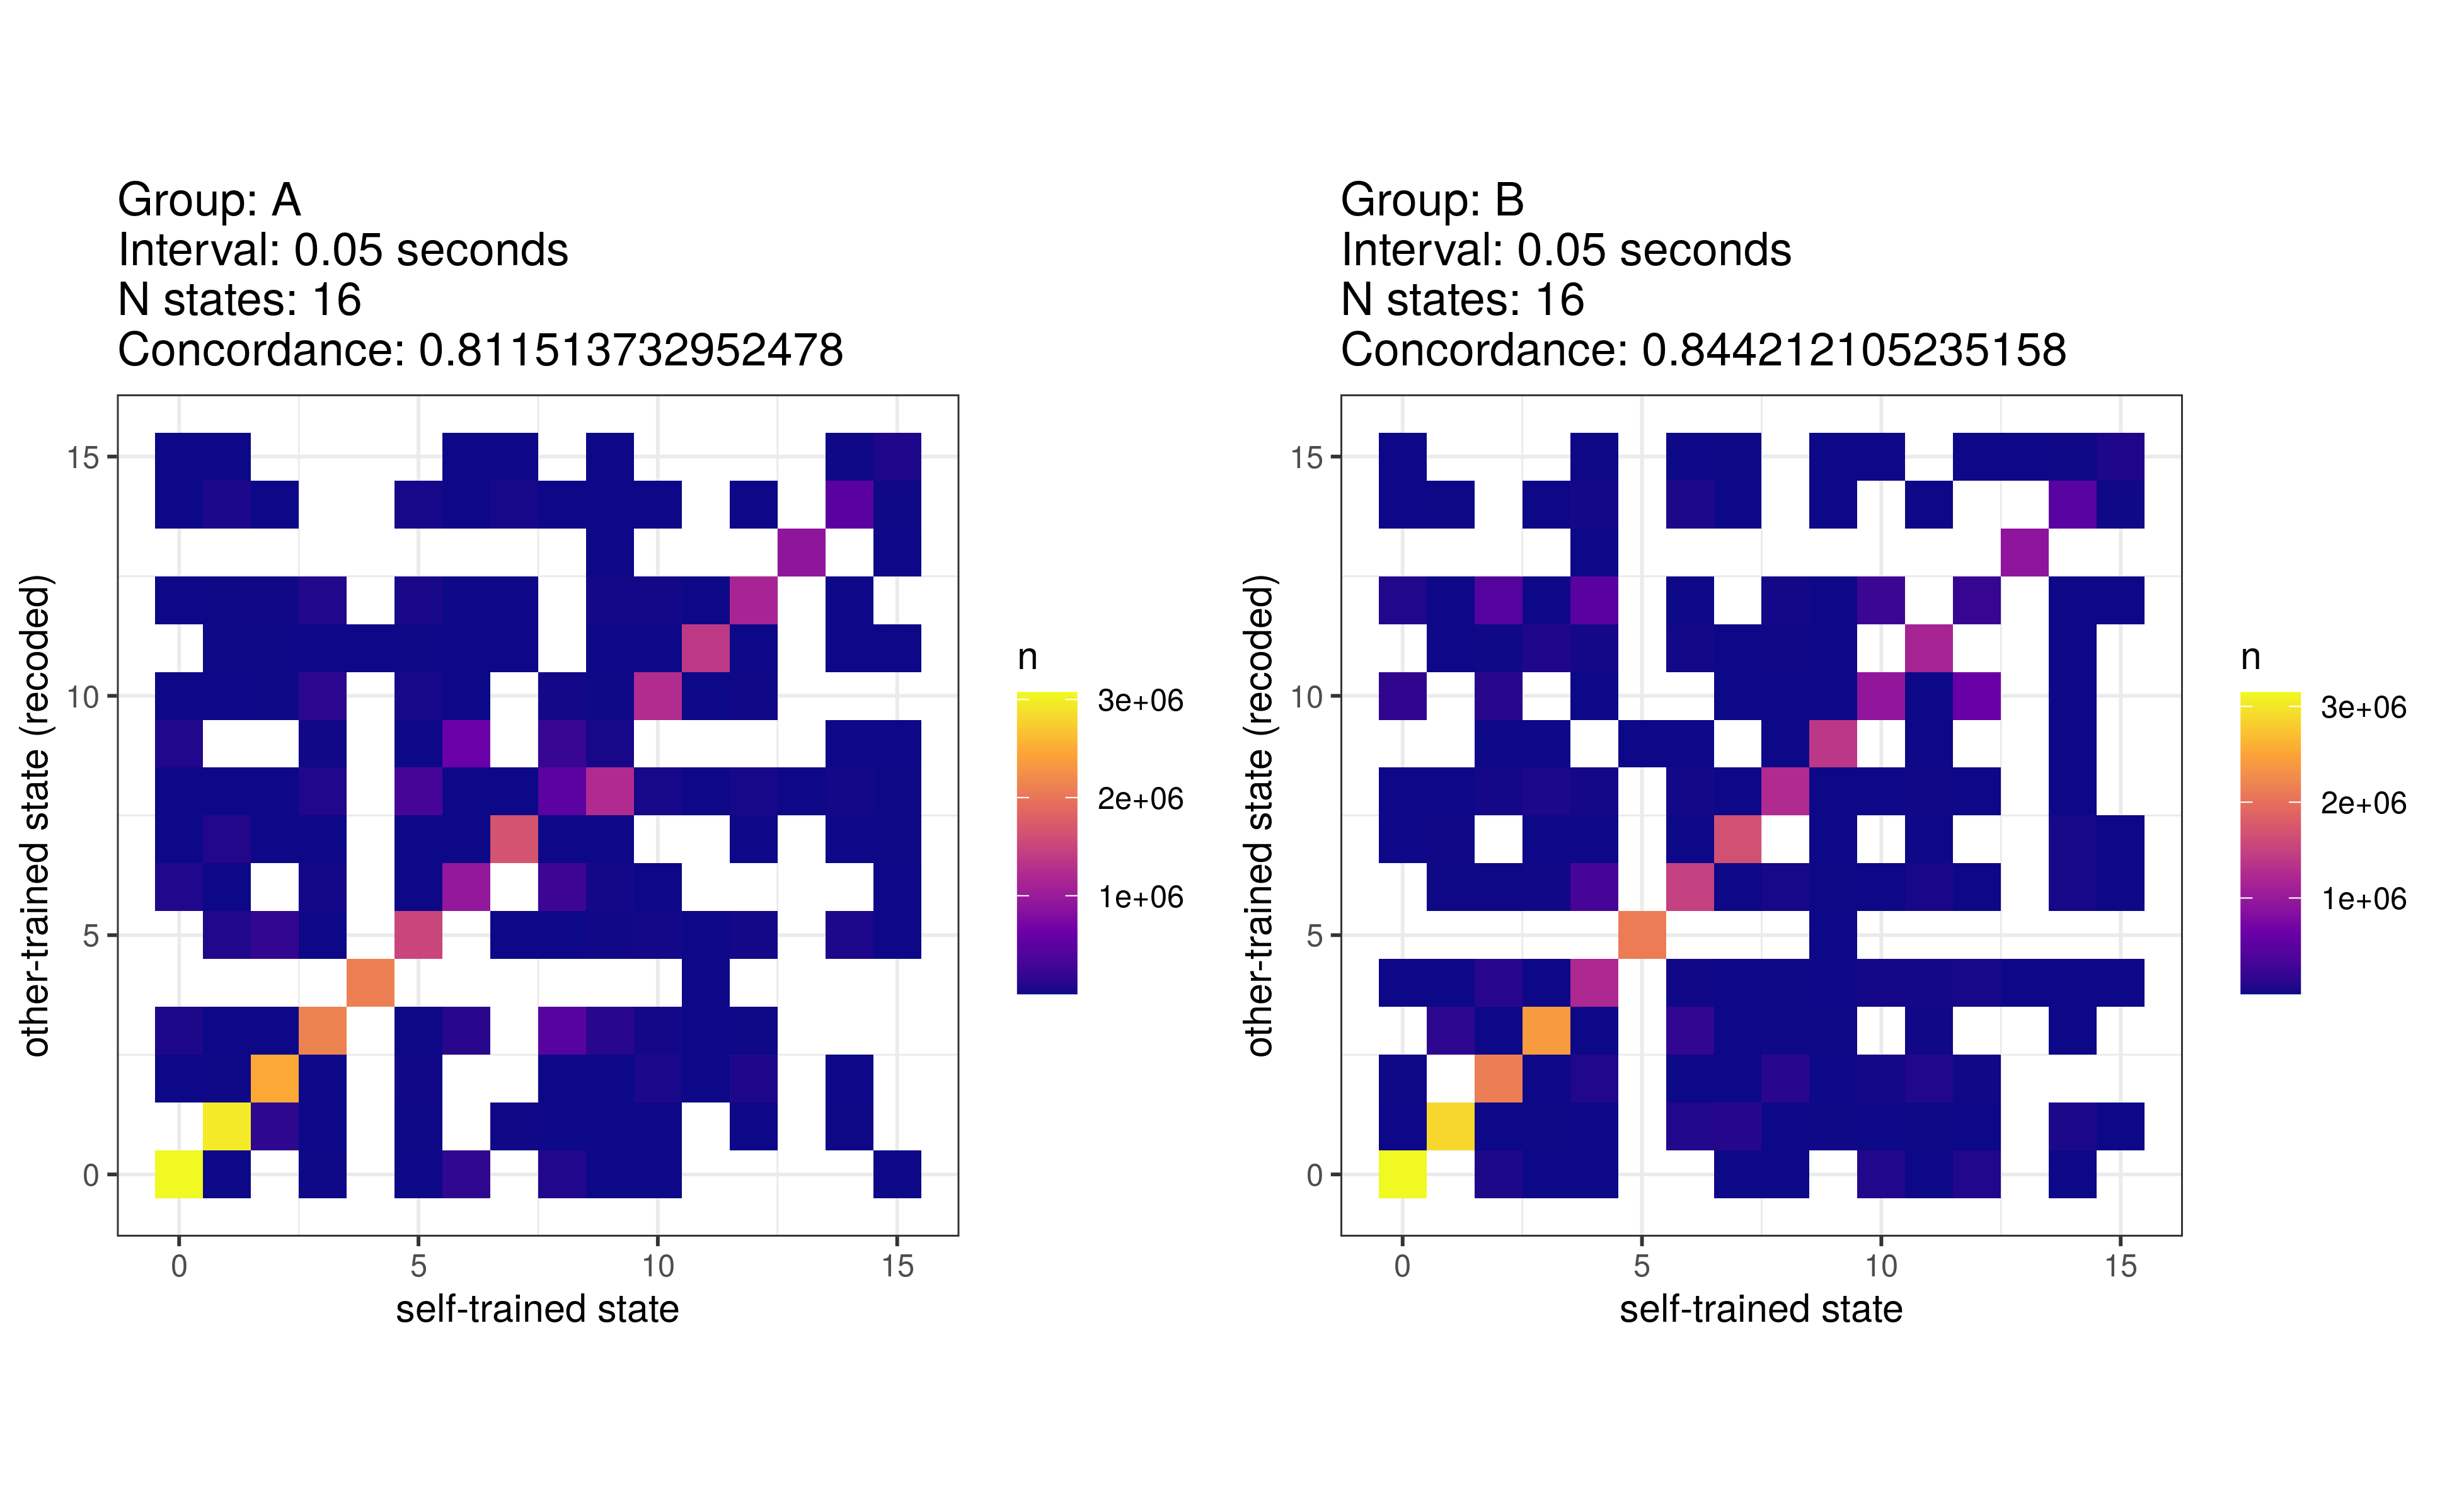 Group: A
Interval: 0.05 seconds
N states: 16
Concordance: 0.811513732952478
15
10
5
0
other-trained state (recoded)
0 5 10 15
self-trained state
n
3e+06
2e+06
1e+06
Group: B
Interval: 0.05 seconds
N states: 16
Concordance: 0.844212105235158
15
10
5
0
other-trained state (recoded)
0 5 10 15
self-trained state
n
3e+06
2e+06
1e+06